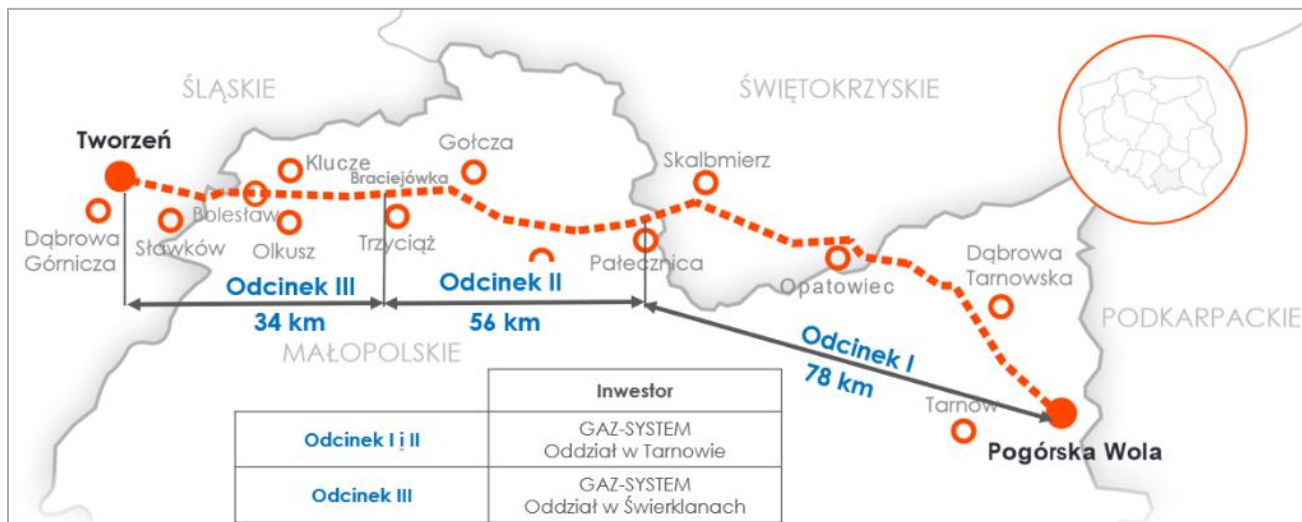 ŚLĄSKIE
ŚWIĘTOKRZYSKIE
Tworzeń
Klucze
Gołcza
Skalbmierz
Braciejówka
Bolesław
Dąbrowa
Górnicza
Sławków
Olkusz
Trzyciąż
Pałecznica
Opatowiec
Dąbrowa
Tarnowska
PODKARPACKIE
Odcinek III
34 km
Odcinek II
56 km
Odcinek I
78 km
MAŁOPOLSKIE
Tarnów
Pogórska Wola
Inwestor
Odcinek I i II
GAZ-SYSTEM
Oddział w Tarnowie
Odcinek III
GAZ-SYSTEM
Oddział w Świerklanach